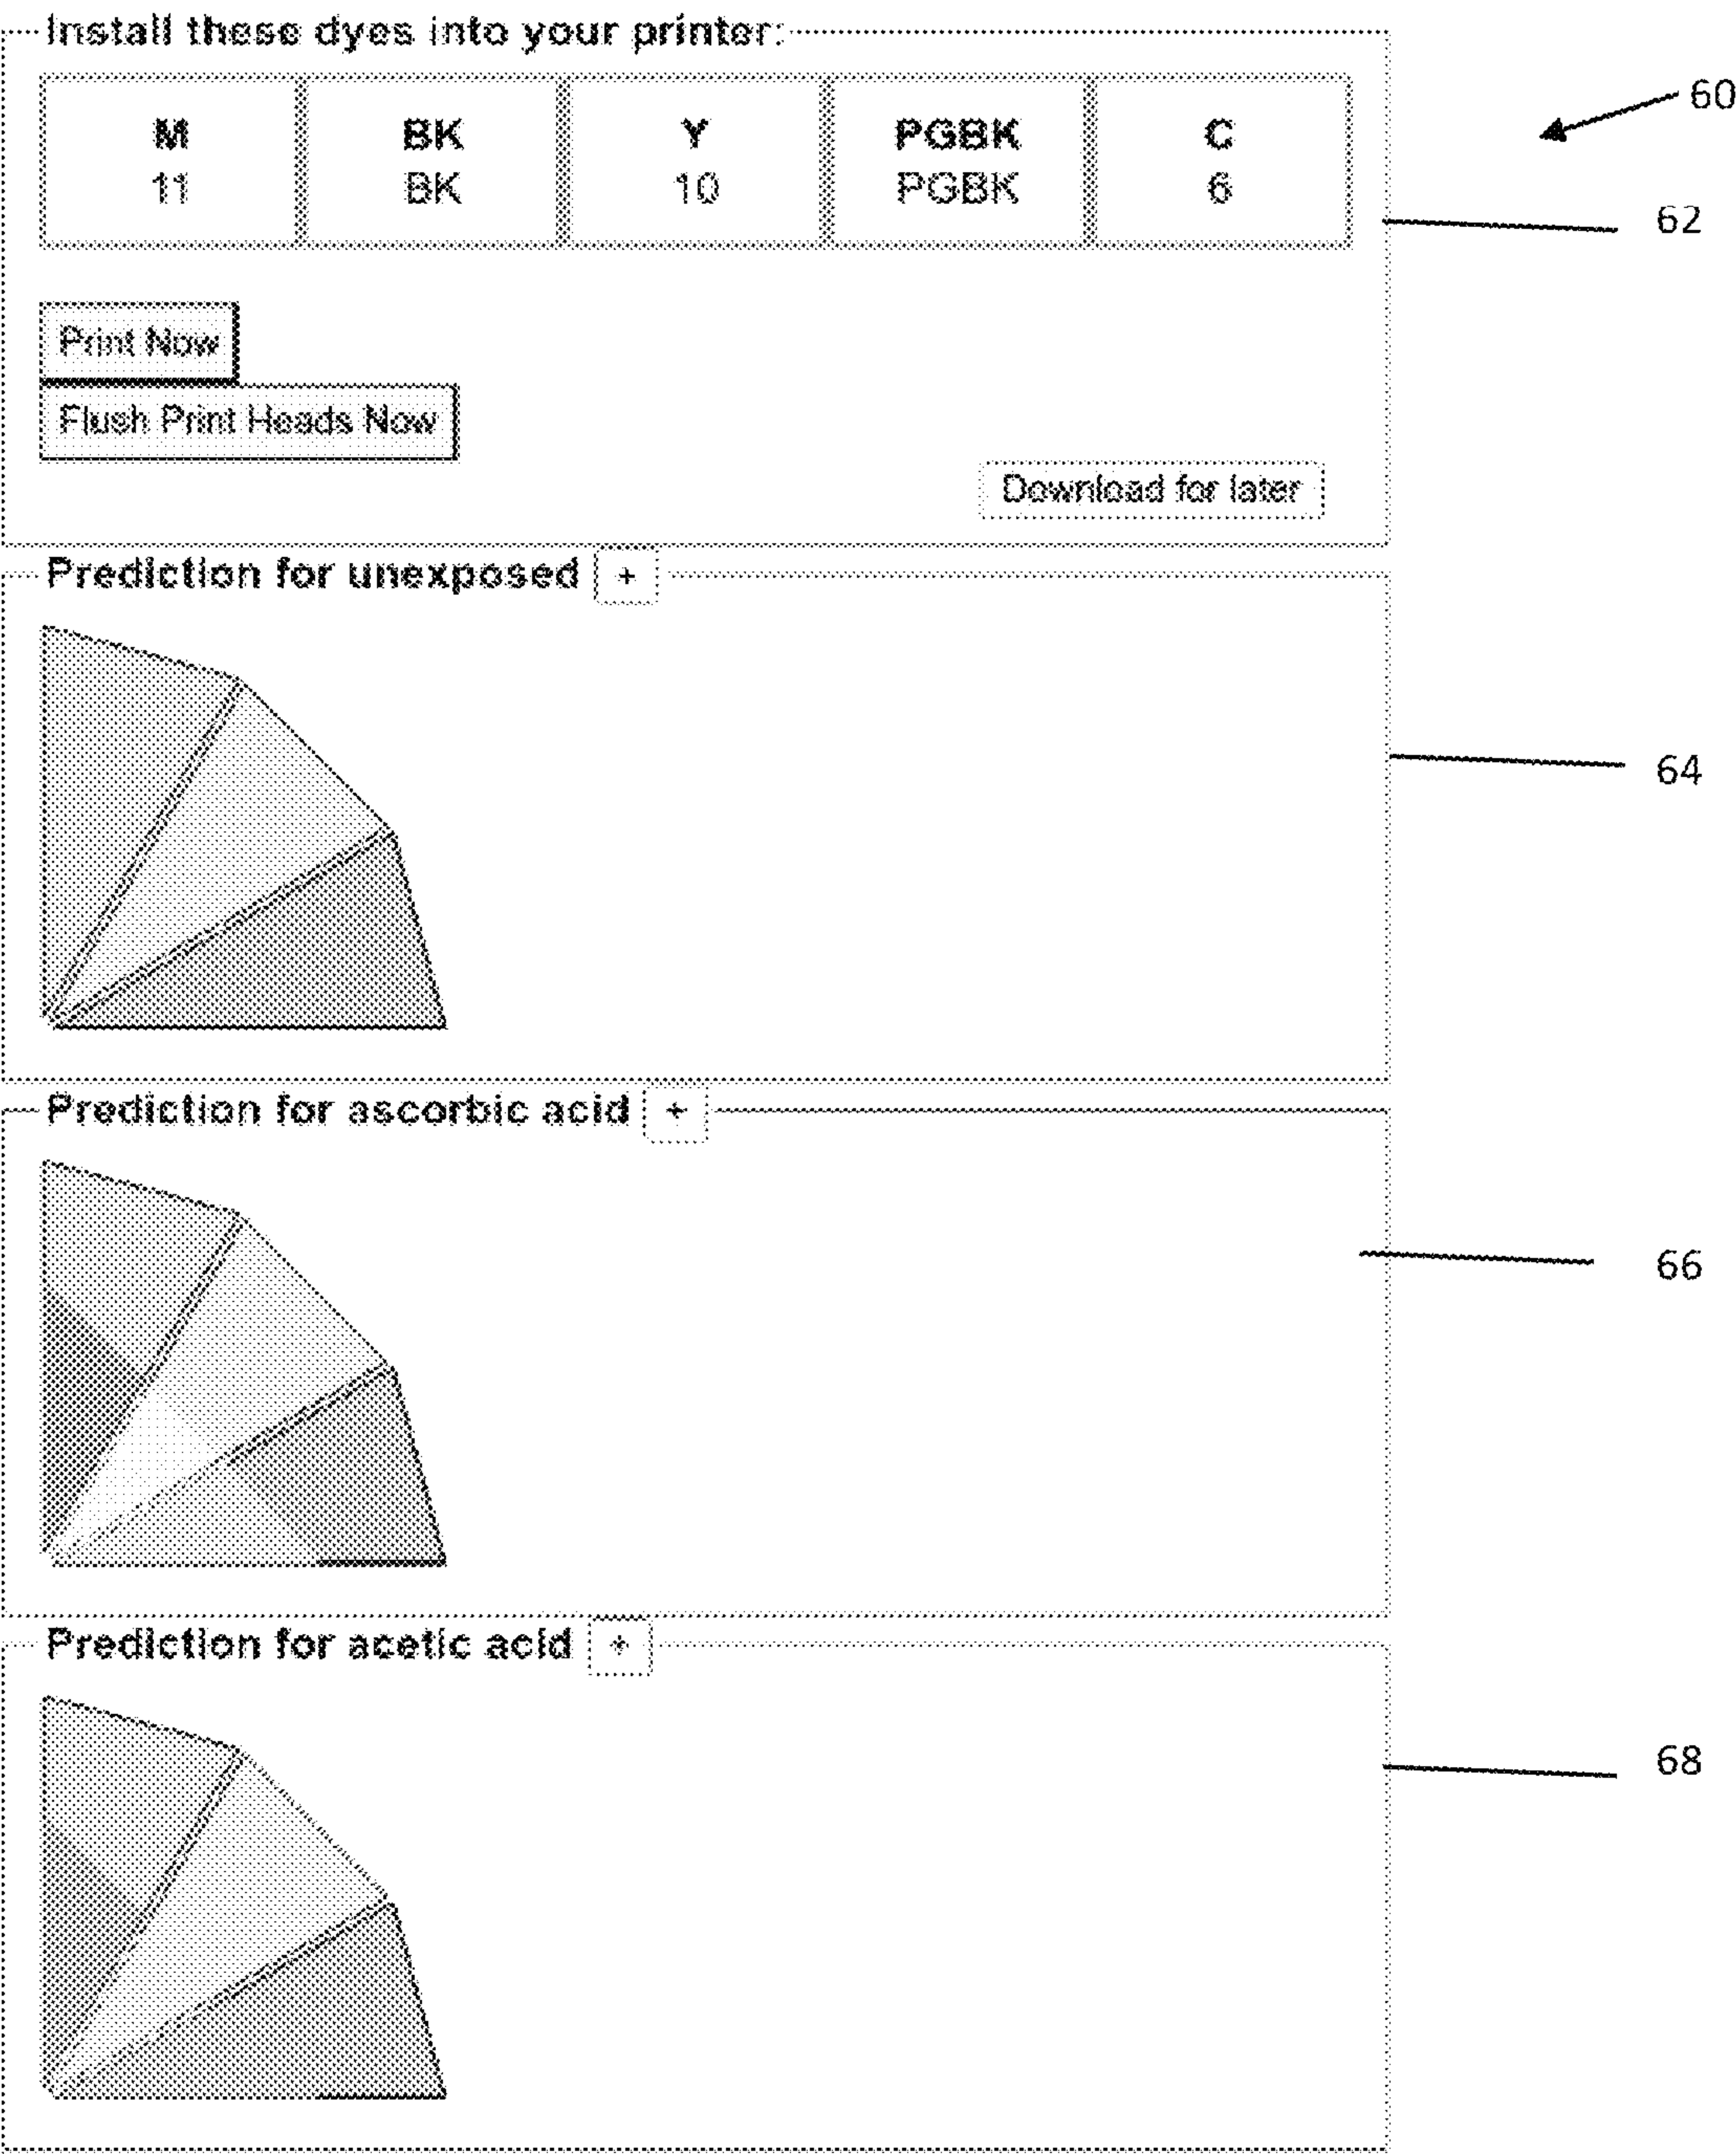 Install these dyes into your printer:
M BK Y PGBK C
11 BK 10 PGBK 6
60
62
Print Now
Flush Print Heads Now
Download for later
Prediction for unexposed +
64
Prediction for ascorbic acid +
66
Prediction for acetic acid +
68